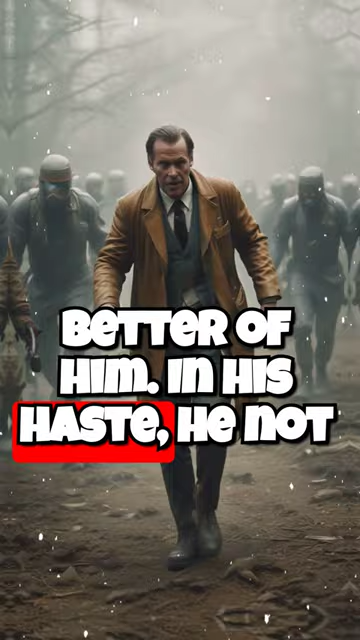 BETTER OF
HIM. IN HIS
HASTE, HE NOT